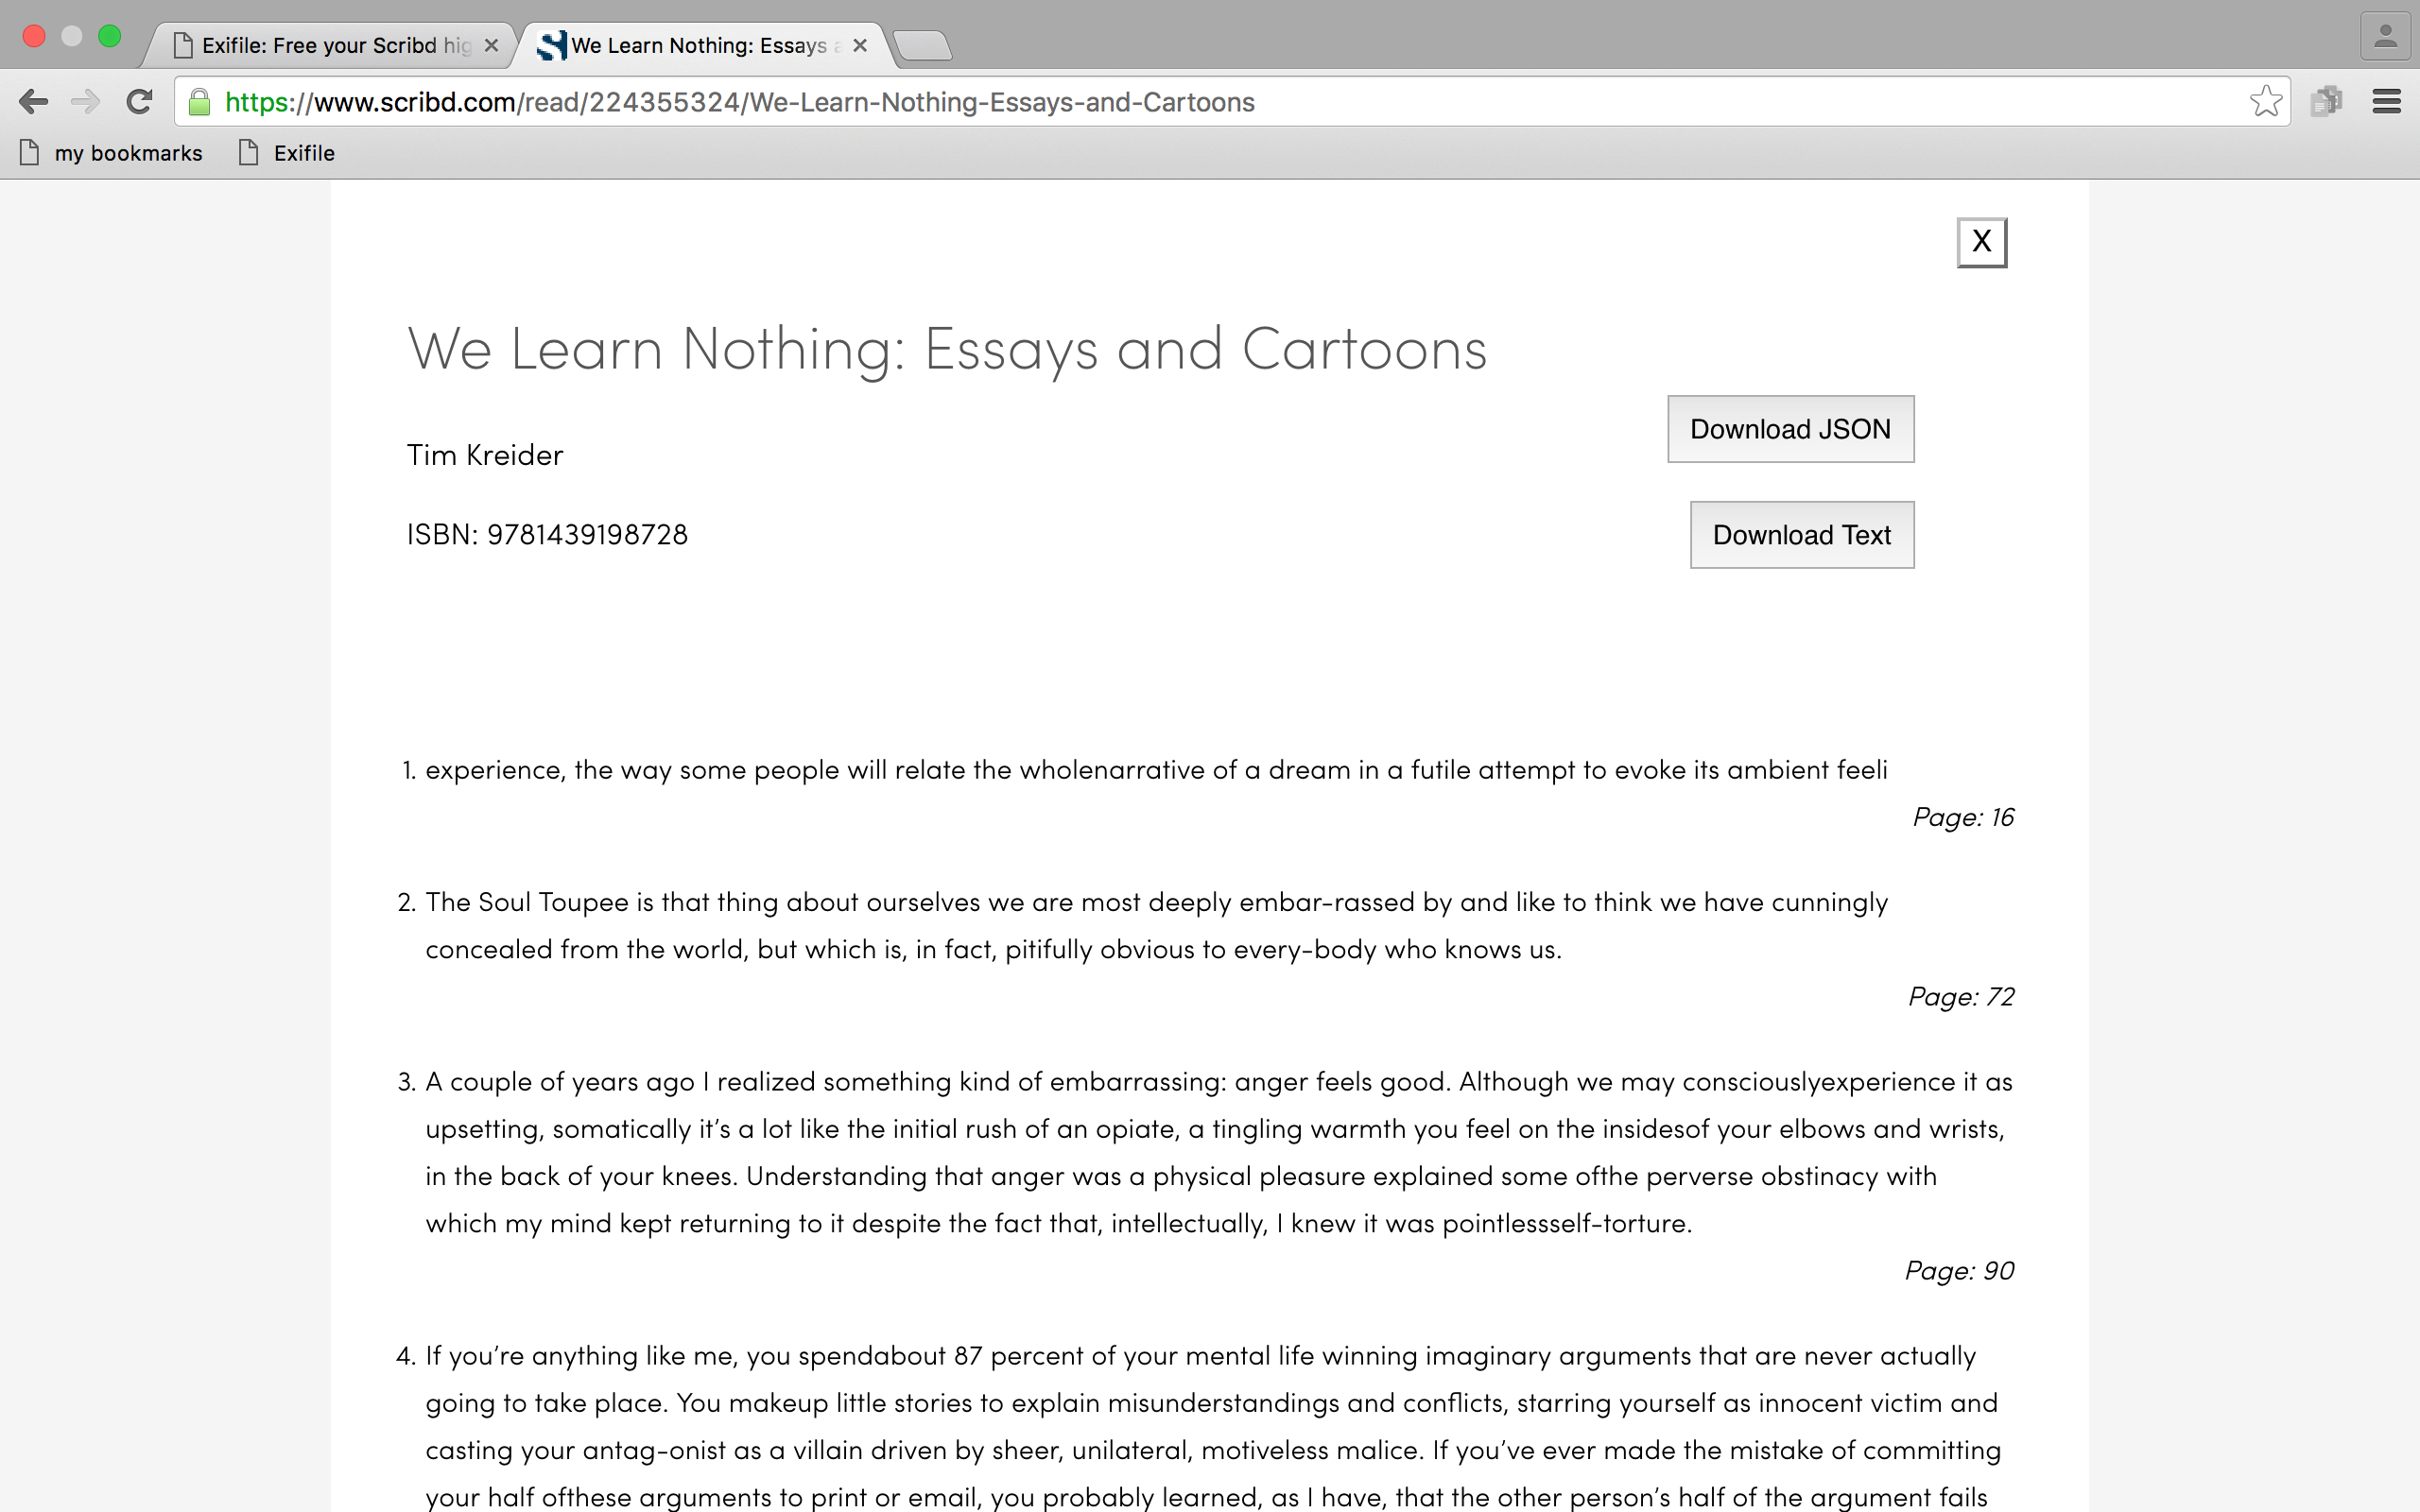 Exifile: Free your Scribd hig
We Learn Nothing: Essays a
https://www.scribd.com/read/224355324/We-Learn-Nothing-Essays-and-Cartoons
my bookmarks
Exifile
X
We Learn Nothing: Essays and Cartoons
Download JSON
Tim Kreider
Download Text
ISBN: 9781439198728
1. experience, the way some people will relate the wholenarrative of a dream in a futile attempt to evoke its ambient feeli
Page: 16
2. The Soul Toupee is that thing about ourselves we are most deeply embar-rassed by and like to think we have cunningly
concealed from the world, but which is, in fact, pitifully obvious to every-body who knows us.
Page: 72
3. A couple of years ago I realized something kind of embarrassing: anger feels good. Although we may consciouslyexperience it as
upsetting, somatically it’s a lot like the initial rush of an opiate, a tingling warmth you feel on the insidesof your elbows and wrists,
in the back of your knees. Understanding that anger was a physical pleasure explained some ofthe perverse obstinacy with
which my mind kept returning to it despite the fact that, intellectually, I knew it was pointlessself-torture.
Page: 90
4. If you’re anything like me, you spendabout 87 percent of your mental life winning imaginary arguments that are never actually
going to take place. You makeup little stories to explain misunderstandings and conflicts, starring yourself as innocent victim and
casting your antag-onist as a villain driven by sheer, unilateral, motiveless malice. If you’ve ever made the mistake of committing
your half ofthese arguments to print or email, you probably learned, as I have, that the other person’s half of the argument fails